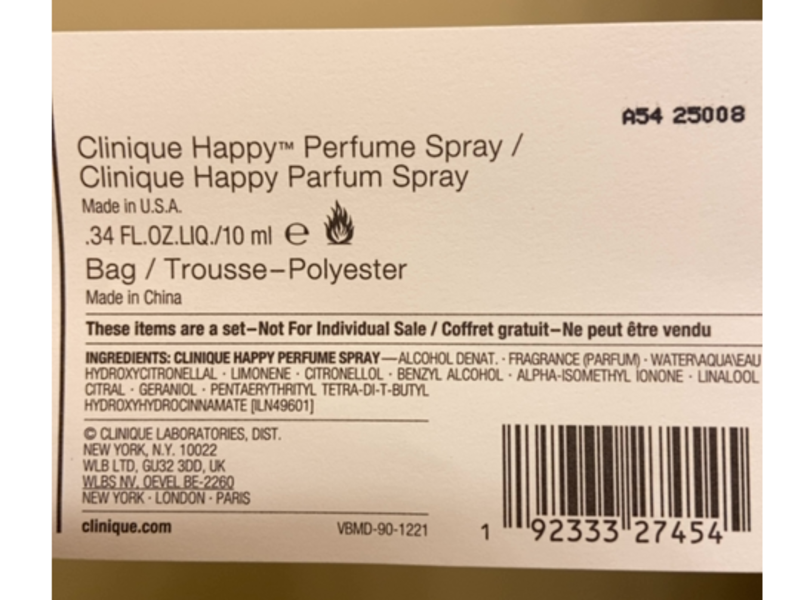 A54 25008
Clinique Happy™ Perfume Spray /
Clinique Happy Parfum Spray
Made in U.S.A.
.34 FL.OZ.LIQ./10 ml ℮
Bag / Trousse–Polyester
Made in China
These items are a set–Not For Individual Sale / Coffret gratuit–Ne peut être vendu
INGREDIENTS: CLINIQUE HAPPY PERFUME SPRAY—ALCOHOL DENAT. · FRAGRANCE (PARFUM) · WATER\AQUA\EAU
HYDROXYCITRONELLAL · LIMONENE · CITRONELLOL · BENZYL ALCOHOL · ALPHA-ISOMETHYL IONONE · LINALOOL
CITRAL · GERANIOL · PENTAERYTHRITYL TETRA-DI-T-BUTYL
HYDROXYHYDROCINNAMATE [ILN49601]
© CLINIQUE LABORATORIES, DIST.
NEW YORK, N.Y. 10022
WLB LTD, GU32 3DD, UK
WLBS NV, OEVEL BE-2260
NEW YORK · LONDON · PARIS
clinique.com
VBMD-90-1221
1 92333 27454